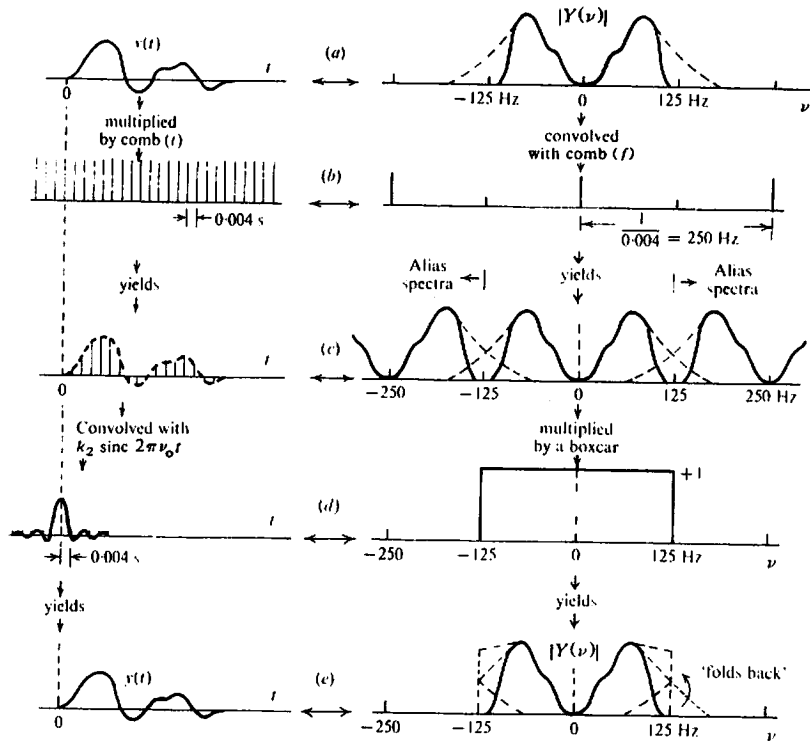 y(t)
t
0
(a)
|Y(ν)|
−125 Hz
0
125 Hz
ν
multiplied
by comb (t)
convolved
with comb (f)
(b)
0·004 s
1
0·004 = 250 Hz
yields
Alias
spectra
yields
Alias
spectra
t
0
(c)
−250
−125
0
125
250 Hz
Convolved with
k₂ sinc 2πν₀t
multiplied
by a boxcar
+1
t
(d)
0·004 s
−250
−125
0
125 Hz
ν
yields
yields
y(t)
t
0
(e)
|Y(ν)|
'folds back'
−250
−125
0
125 Hz
ν